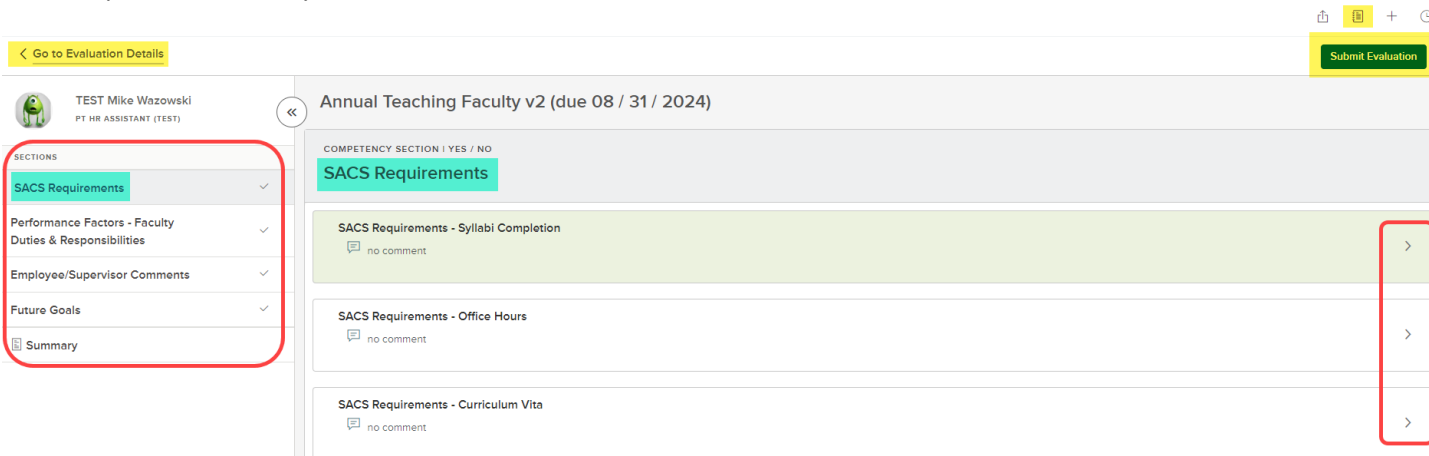 Go to Evaluation Details
Submit Evaluation
TEST Mike Wazowski
PT HR ASSISTANT (TEST)
SECTIONS
SACS Requirements
Performance Factors - Faculty
Duties & Responsibilities
Employee/Supervisor Comments
Future Goals
Summary
Annual Teaching Faculty v2 (due 08 / 31 / 2024)
COMPETENCY SECTION | YES / NO
SACS Requirements
SACS Requirements - Syllabi Completion
no comment
SACS Requirements - Office Hours
no comment
SACS Requirements - Curriculum Vita
no comment